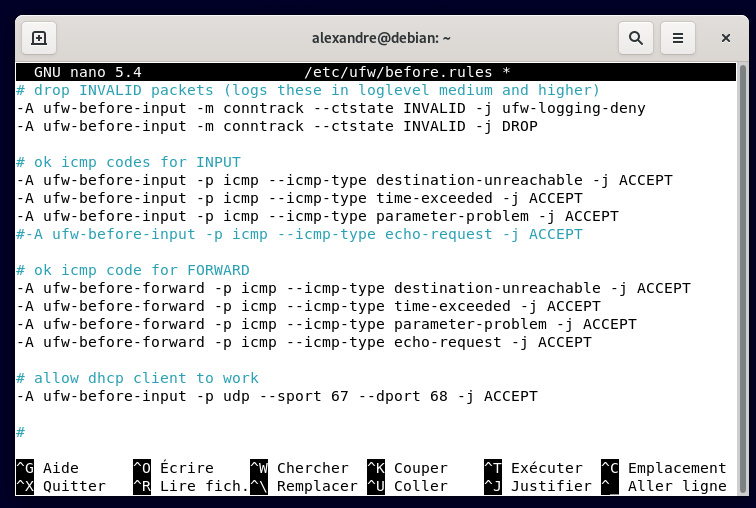 alexandre@debian: ~
GNU nano 5.4 /etc/ufw/before.rules *
# drop INVALID packets (logs these in loglevel medium and higher)
-A ufw-before-input -m conntrack --ctstate INVALID -j ufw-logging-deny
-A ufw-before-input -m conntrack --ctstate INVALID -j DROP
# ok icmp codes for INPUT
-A ufw-before-input -p icmp --icmp-type destination-unreachable -j ACCEPT
-A ufw-before-input -p icmp --icmp-type time-exceeded -j ACCEPT
-A ufw-before-input -p icmp --icmp-type parameter-problem -j ACCEPT
#-A ufw-before-input -p icmp --icmp-type echo-request -j ACCEPT
# ok icmp code for FORWARD
-A ufw-before-forward -p icmp --icmp-type destination-unreachable -j ACCEPT
-A ufw-before-forward -p icmp --icmp-type time-exceeded -j ACCEPT
-A ufw-before-forward -p icmp --icmp-type parameter-problem -j ACCEPT
-A ufw-before-forward -p icmp --icmp-type echo-request -j ACCEPT
# allow dhcp client to work
-A ufw-before-input -p udp --sport 67 --dport 68 -j ACCEPT
#
^G Aide ^O Écrire ^W Chercher ^K Couper ^T Exécuter ^C Emplacement
^X Quitter ^R Lire fich. ^\ Remplacer ^U Coller ^J Justifier ^_ Aller ligne